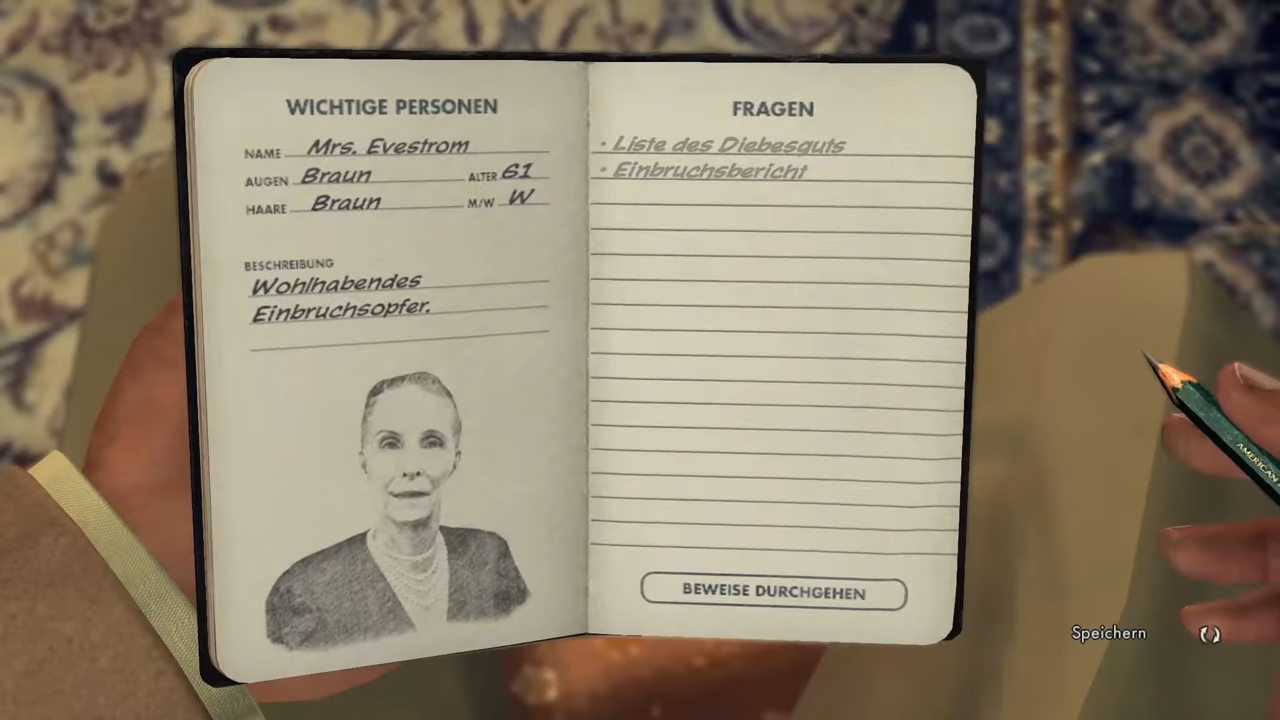 WICHTIGE PERSONEN
NAME Mrs. Evestrom
AUGEN Braun ALTER 61
HAARE Braun M/W W
BESCHREIBUNG
Wohlhabendes
Einbruchsopfer.
FRAGEN
• Liste des Diebesguts
• Einbruchsbericht
BEWEISE DURCHGEHEN
AMERICAN
Speichern